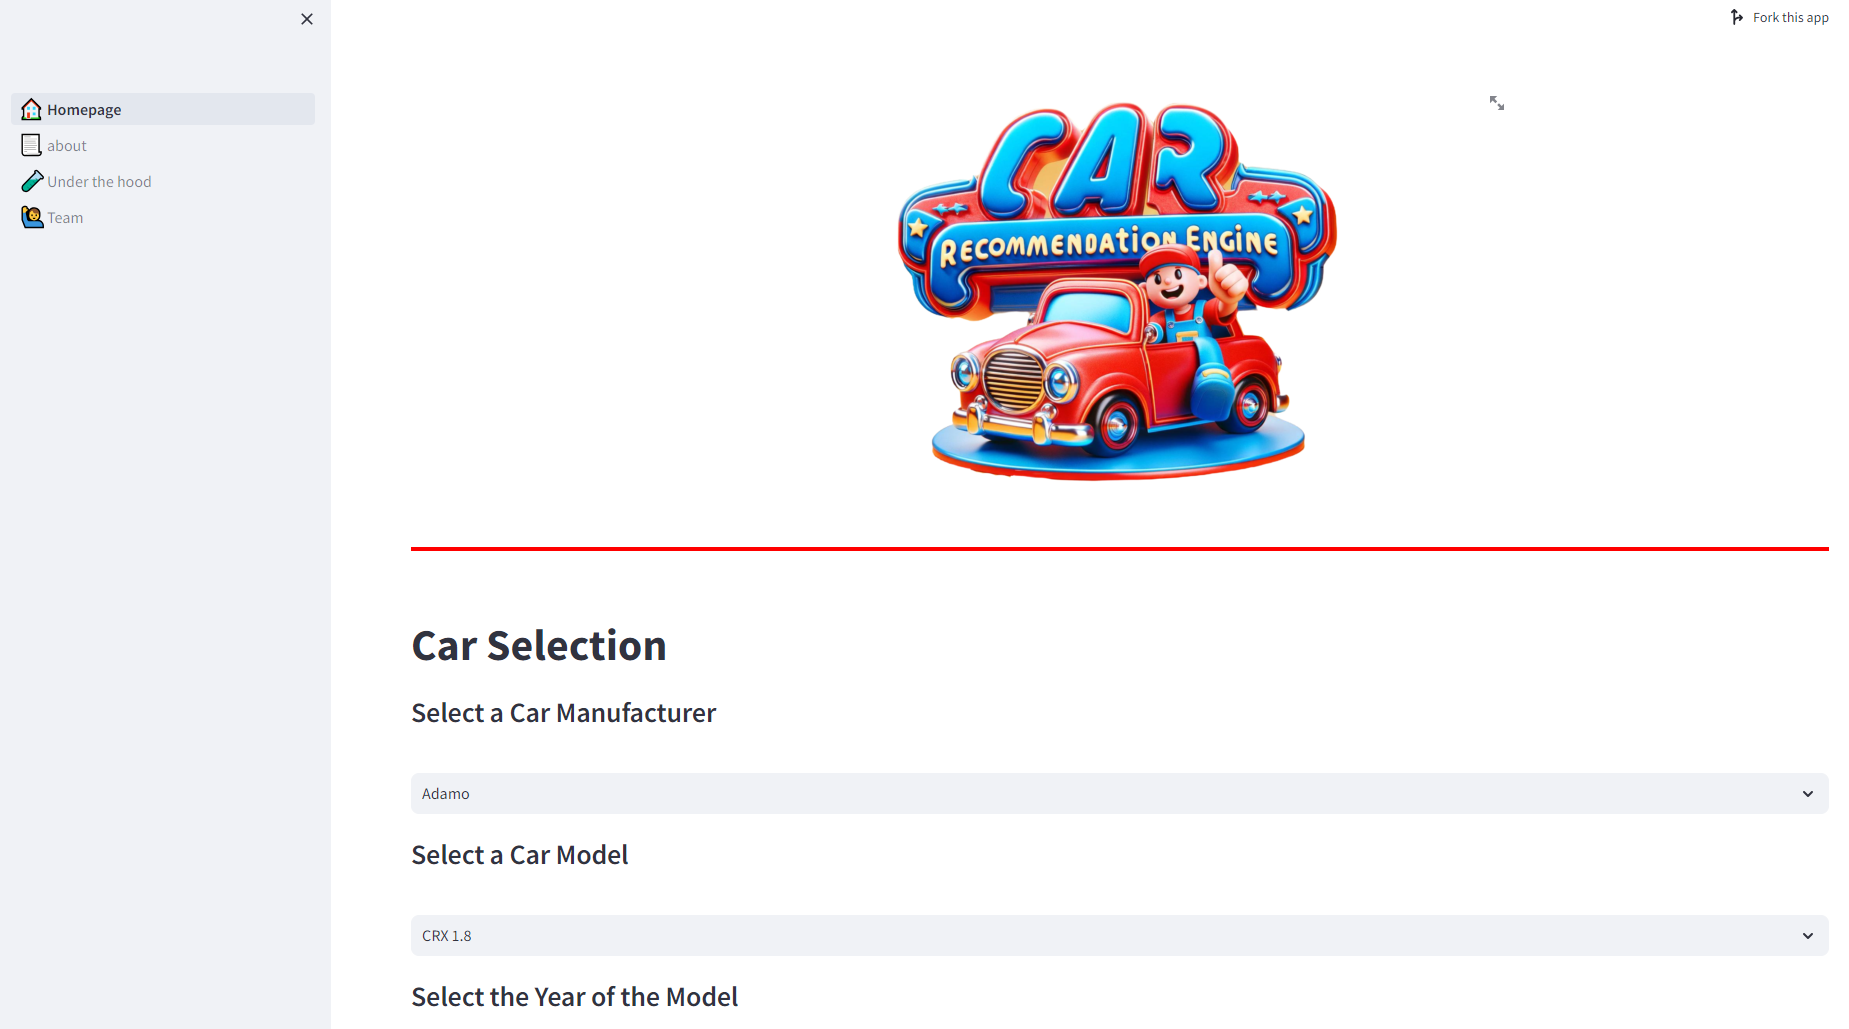 Fork this app
Homepage
about
Under the hood
Team
CAR
RECOMMENDATION ENGINE
Car Selection
Select a Car Manufacturer
Adamo
Select a Car Model
CRX 1.8
Select the Year of the Model